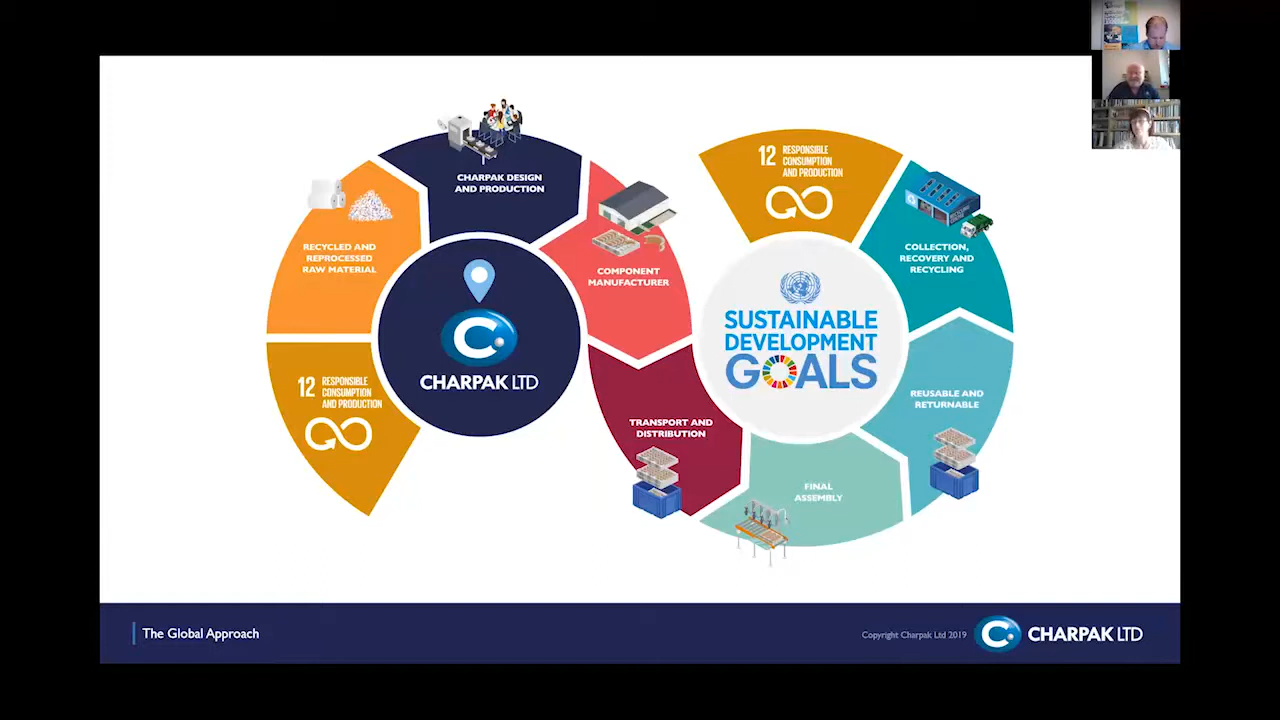 CHARPAK DESIGN
AND PRODUCTION
RECYCLED AND
REPROCESSED
RAW MATERIAL
COMPONENT
MANUFACTURER
12 RESPONSIBLE
CONSUMPTION
AND PRODUCTION
C
CHARPAK LTD
12 RESPONSIBLE
CONSUMPTION
AND PRODUCTION
COLLECTION,
RECOVERY AND
RECYCLING
SUSTAINABLE
DEVELOPMENT
GOALS
REUSABLE AND
RETURNABLE
TRANSPORT AND
DISTRIBUTION
FINAL
ASSEMBLY
The Global Approach
Copyright Charpak Ltd 2019
C
CHARPAK LTD